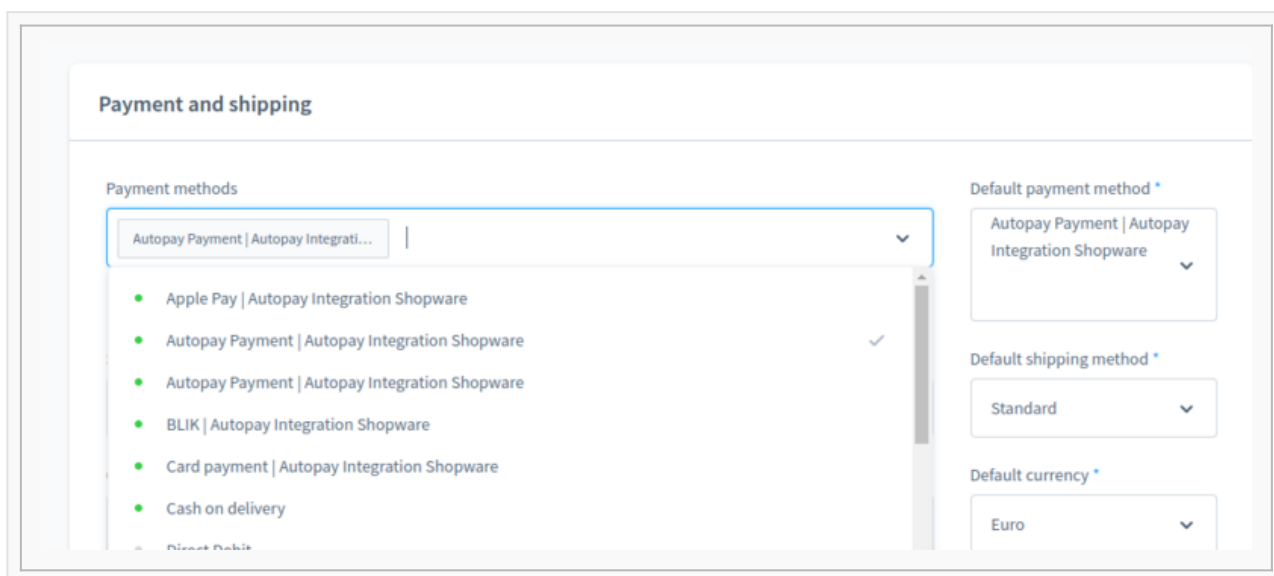 Payment and shipping
Payment methods
Autopay Payment | Autopay Integrati...
Apple Pay | Autopay Integration Shopware
Autopay Payment | Autopay Integration Shopware
Autopay Payment | Autopay Integration Shopware
BLIK | Autopay Integration Shopware
Card payment | Autopay Integration Shopware
Cash on delivery
Direct Debit
Default payment method *
Autopay Payment | Autopay
Integration Shopware
Default shipping method *
Standard
Default currency *
Euro